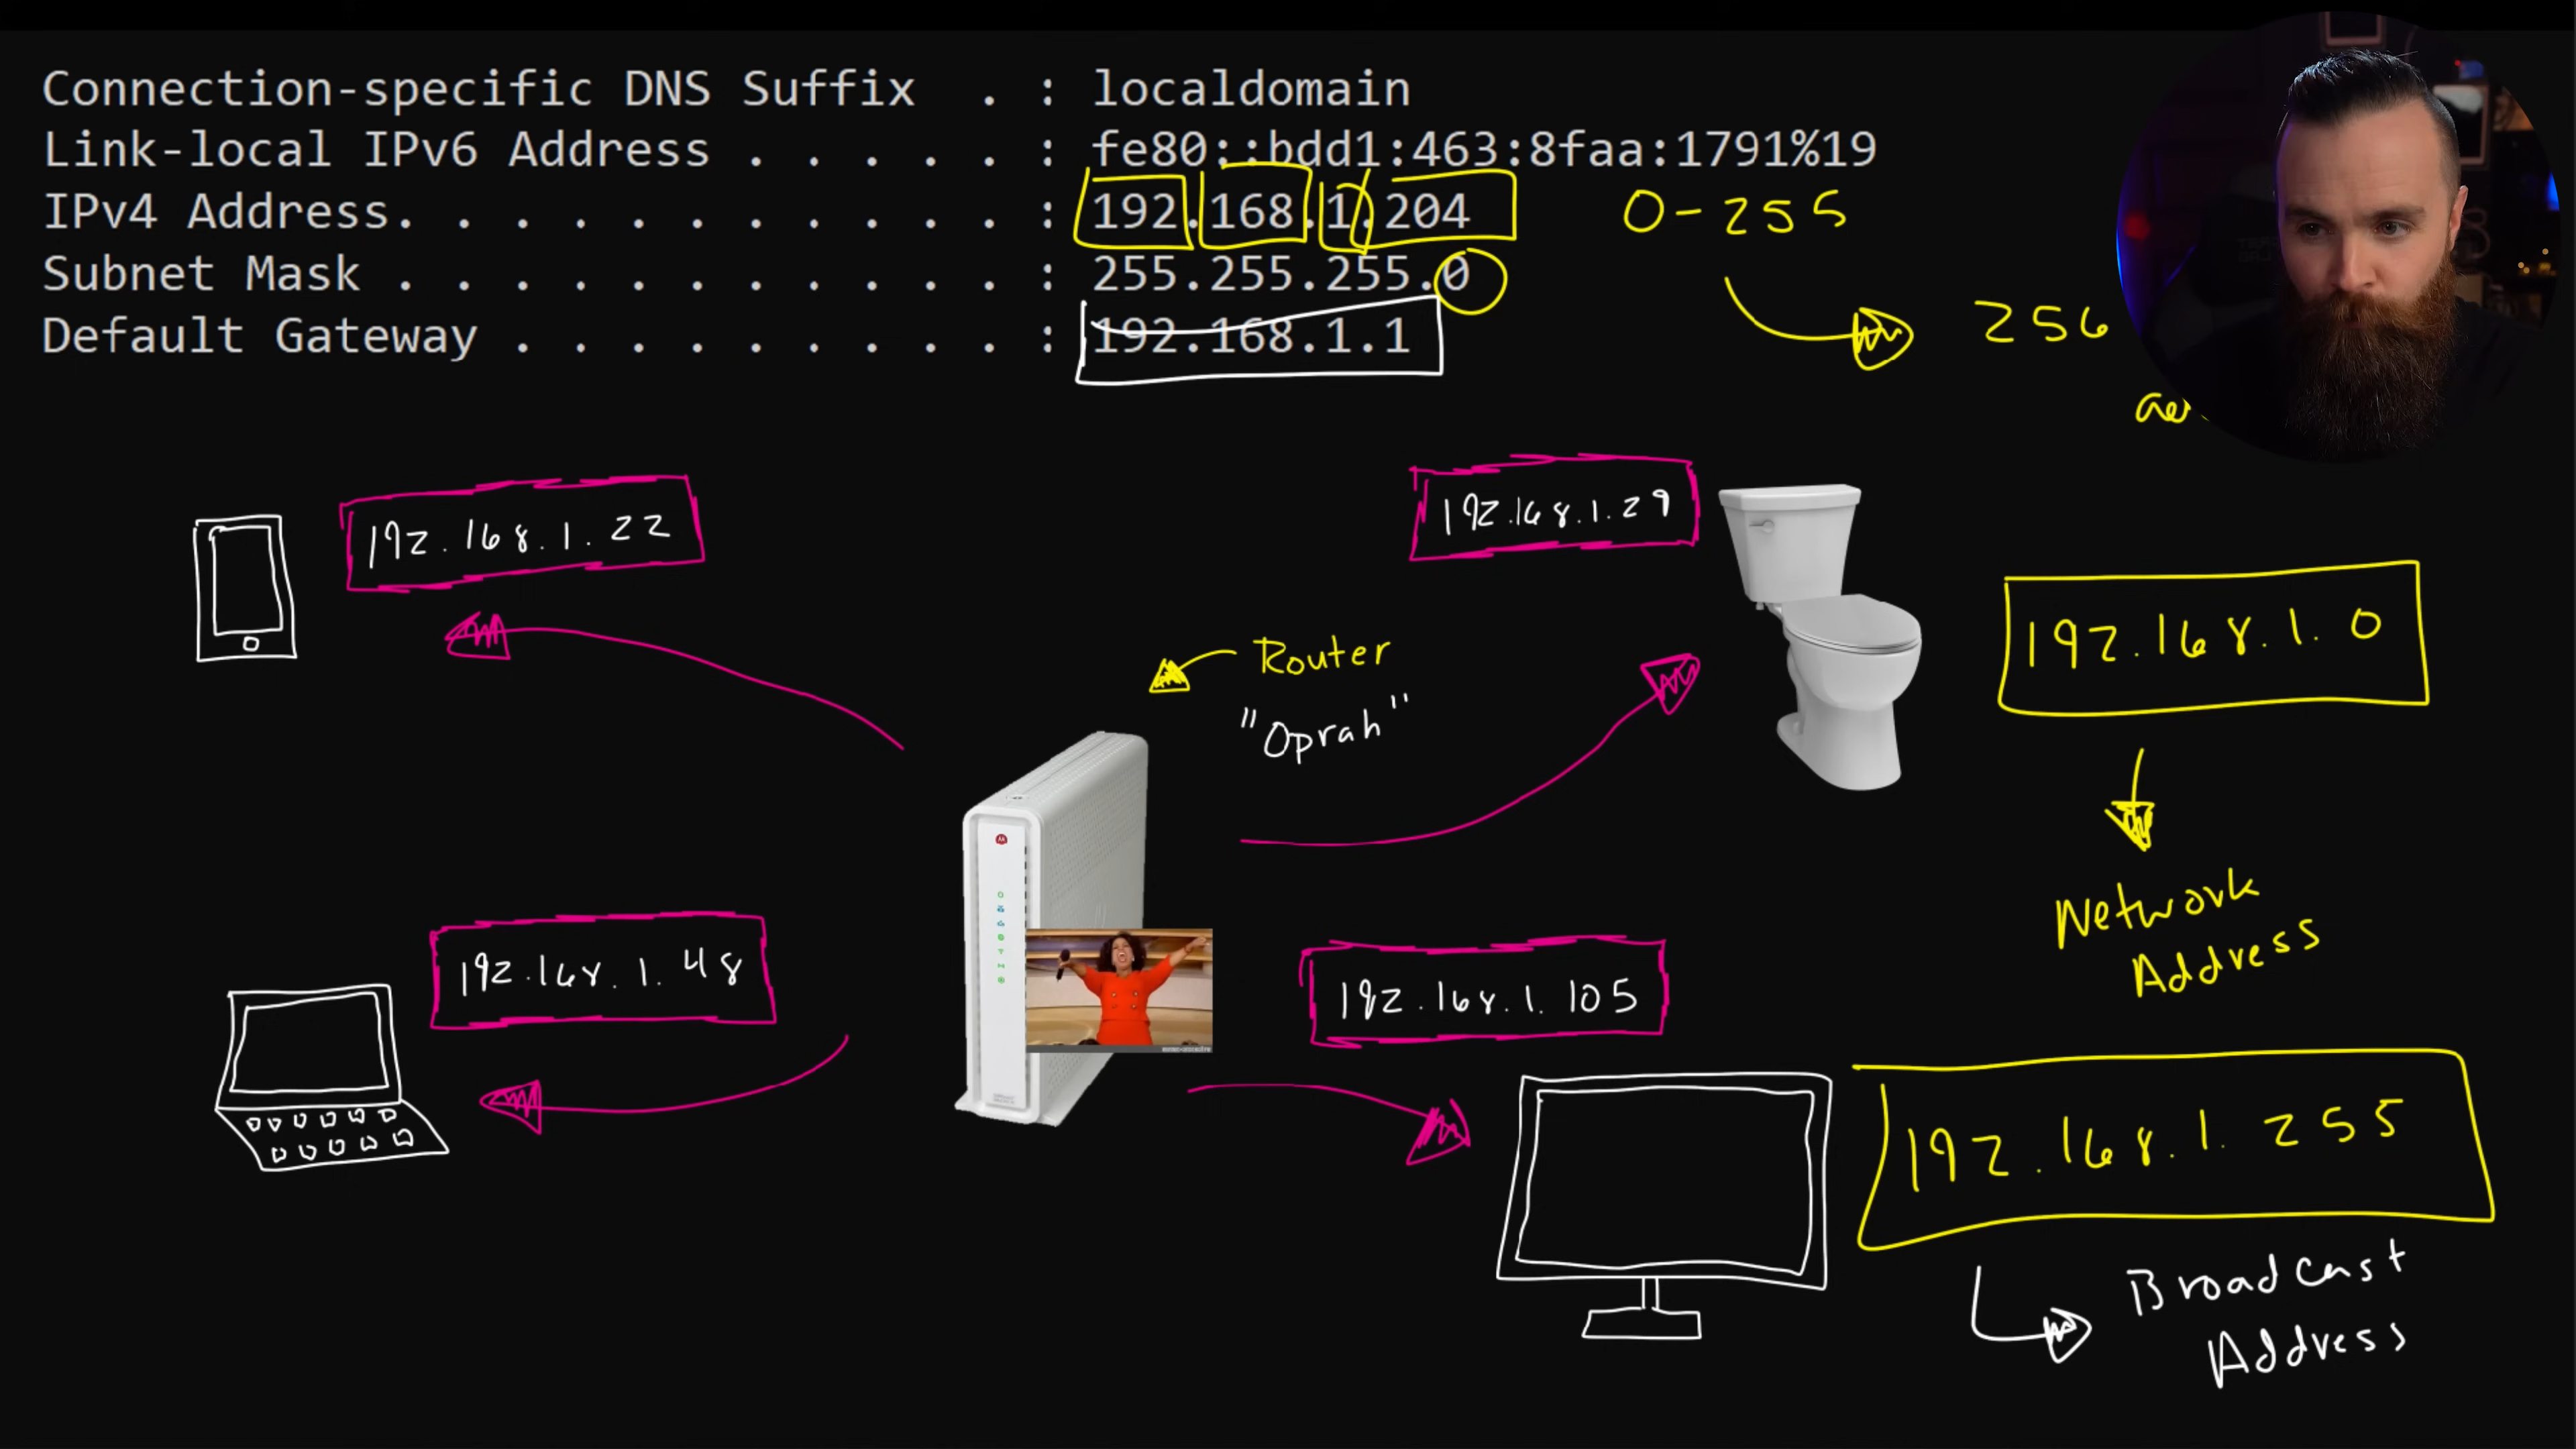 Connection-specific DNS Suffix . : localdomain
Link-local IPv6 Address . . . . . : fe80::bdd1:463:8faa:1791%19
IPv4 Address. . . . . . . . . . . : 192.168.1.204
0-255
Subnet Mask . . . . . . . . . . . : 255.255.255.0
Default Gateway . . . . . . . . . : 192.168.1.1
256
192.168.1.22
192.168.1.29
Router
"Oprah"
192.168.1.0
Network
Address
192.168.1.48
192.168.1.105
192.168.1.255
Broadcast
Address